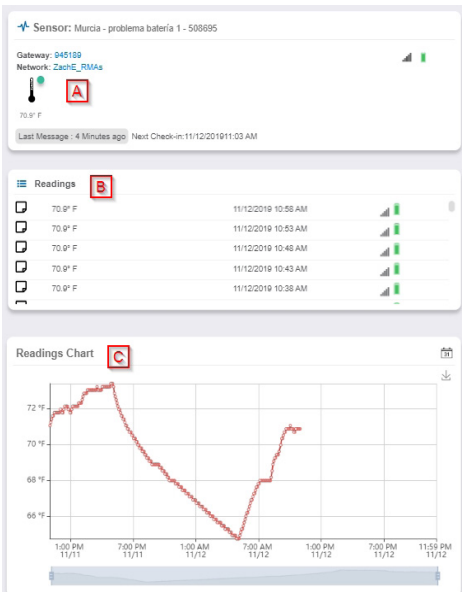 Sensor: Murcia - problema batería 1 - 508695
Gateway: 945189
Network: ZachE_RMAs
A
70.9° F
Last Message : 4 Minutes ago Next Check-in:11/12/201911:03 AM
Readings B
70.9° F 11/12/2019 10:58 AM
70.9° F 11/12/2019 10:53 AM
70.9° F 11/12/2019 10:48 AM
70.9° F 11/12/2019 10:43 AM
70.9° F 11/12/2019 10:38 AM
Readings Chart C
31
72 °F
70 °F
68 °F
66 °F
1:00 PM 7:00 PM 1:00 AM 7:00 AM 1:00 PM 7:00 PM 11:59 PM
11/11 11/11 11/12 11/12 11/12 11/12 11/12